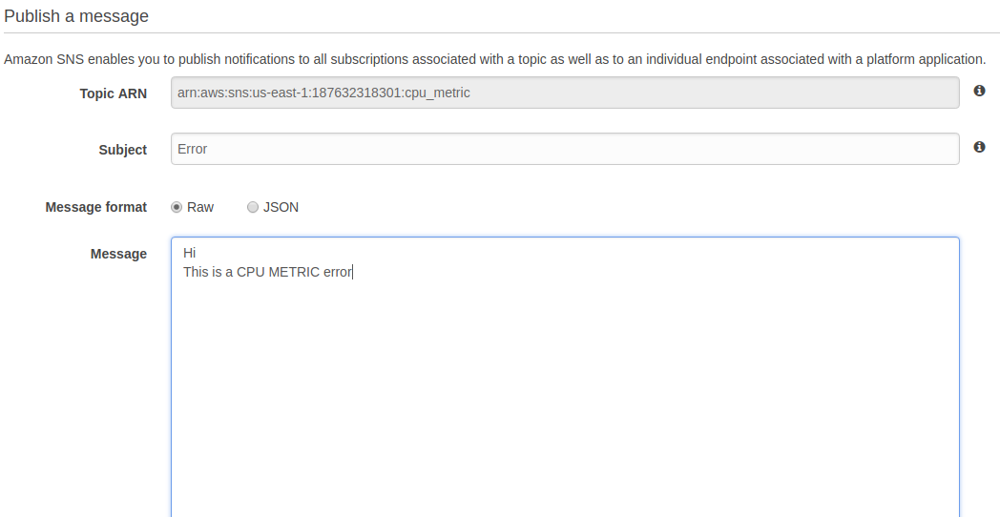 Publish a message
Amazon SNS enables you to publish notifications to all subscriptions associated with a topic as well as to an individual endpoint associated with a platform application.
Topic ARN arn:aws:sns:us-east-1:187632318301:cpu_metric
Subject Error
Message format Raw JSON
Message Hi
This is a CPU METRIC error